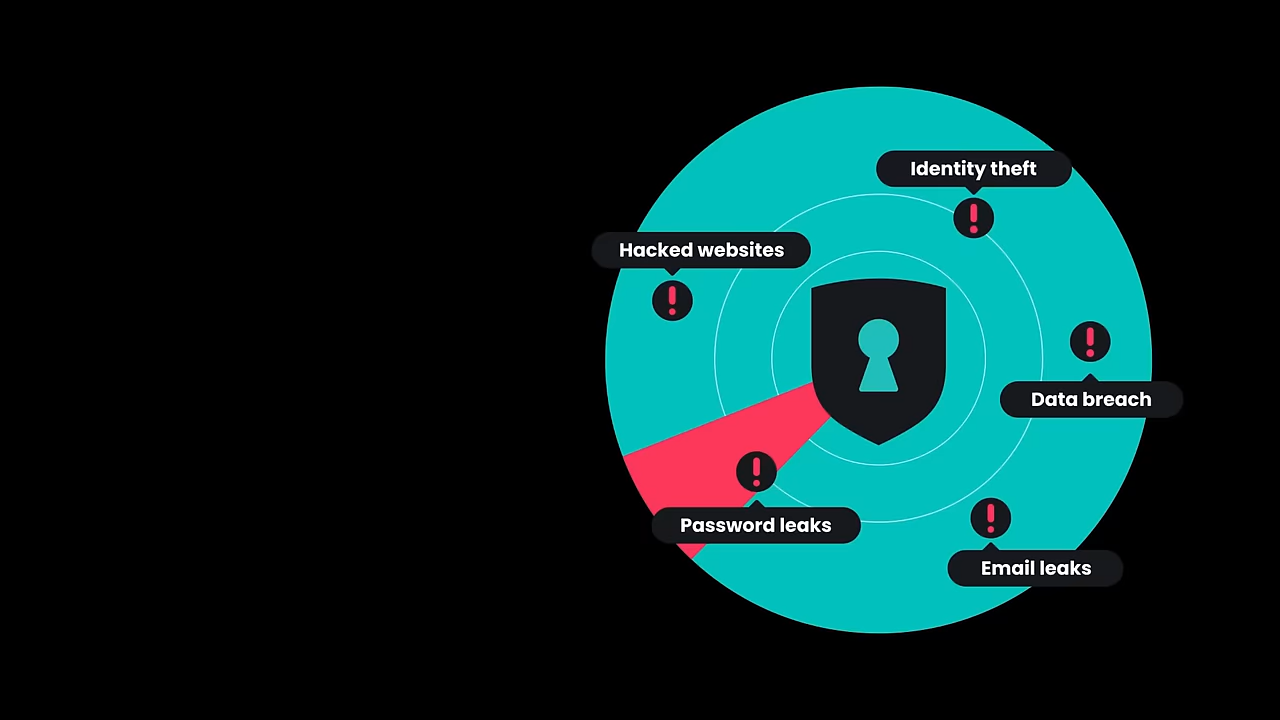 Identity theft
Hacked websites
Data breach
Password leaks
Email leaks